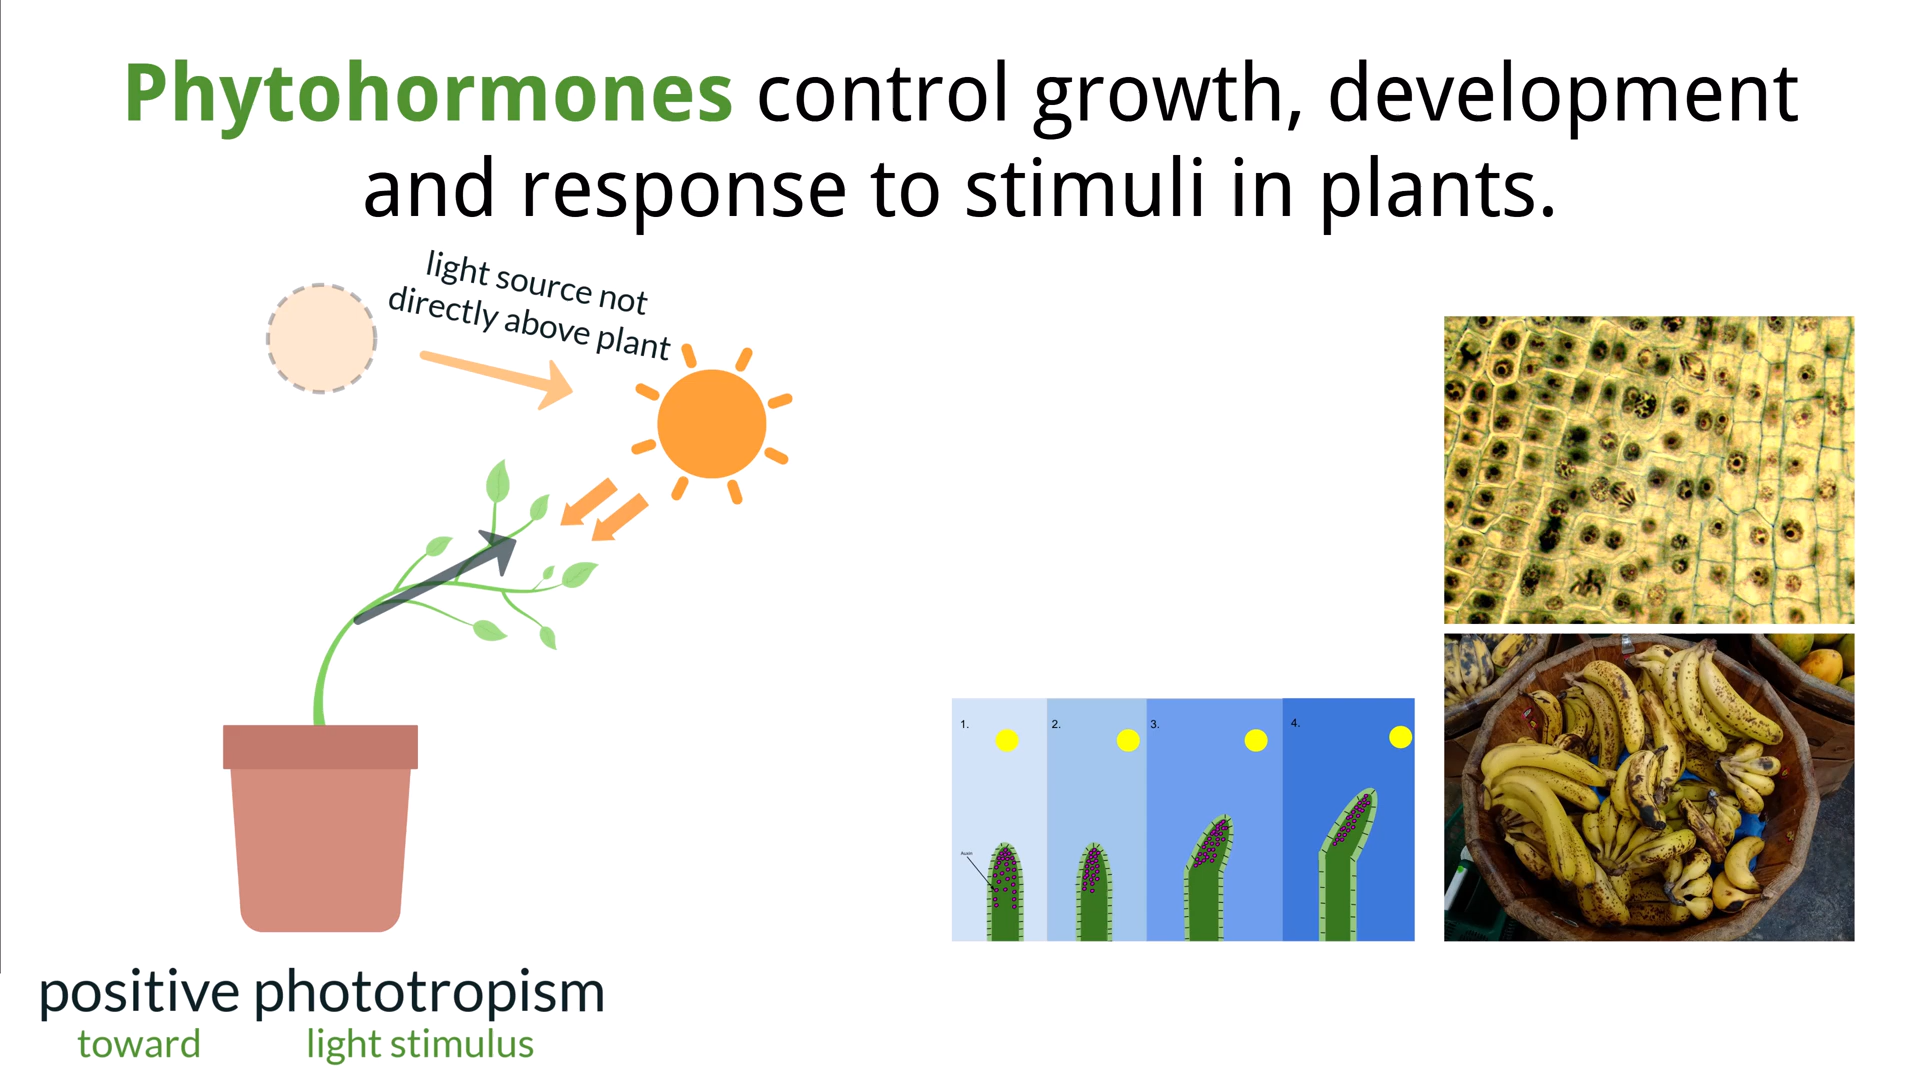 Phytohormones control growth, development
and response to stimuli in plants.
light source not
directly above plant
1.
2.
3.
4.
Auxin
positive phototropism
toward light stimulus